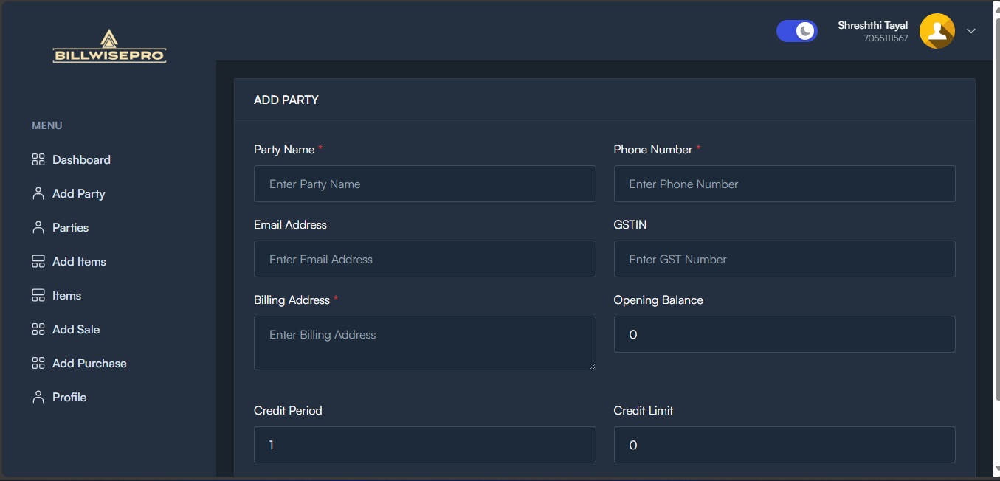 BILLWISEPRO
Shreshthi Tayal
7055111567
MENU
Dashboard
Add Party
Parties
Add Items
Items
Add Sale
Add Purchase
Profile
ADD PARTY
Party Name *
Phone Number *
Enter Party Name
Enter Phone Number
Email Address
GSTIN
Enter Email Address
Enter GST Number
Billing Address *
Opening Balance
Enter Billing Address
0
Credit Period
Credit Limit
1
0